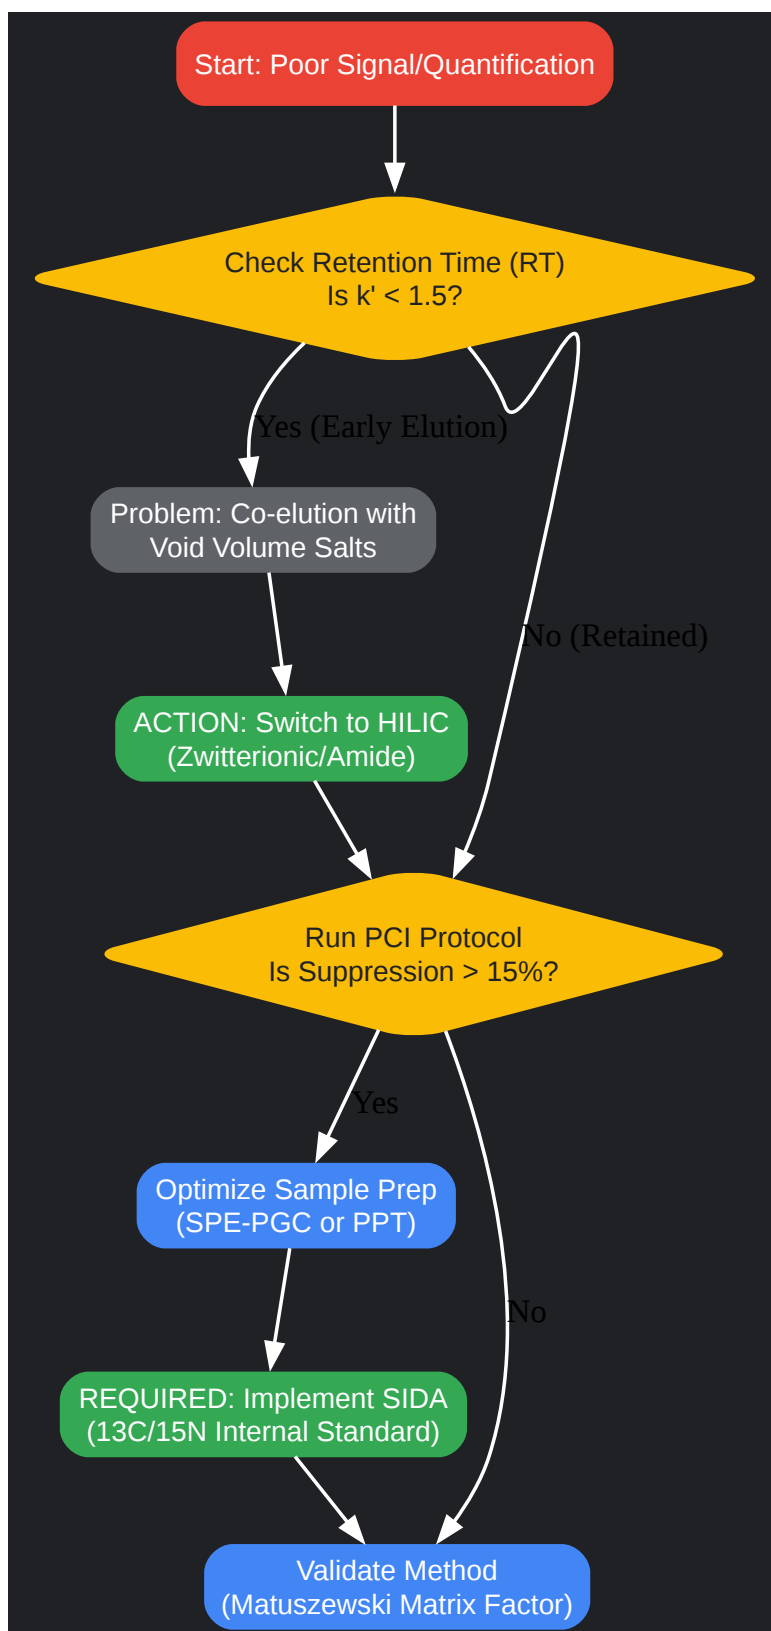 Start: Poor Signal/Quantification
Check Retention Time (RT)
Is k' < 1.5?
Yes (Early Elution)
Problem: Co-elution with
Void Volume Salts
No (Retained)
ACTION: Switch to HILIC
(Zwitterionic/Amide)
Run PCI Protocol
Is Suppression > 15%?
Yes
Optimize Sample Prep
(SPE-PGC or PPT)
No
REQUIRED: Implement SIDA
(13C/15N Internal Standard)
Validate Method
(Matuszewski Matrix Factor)